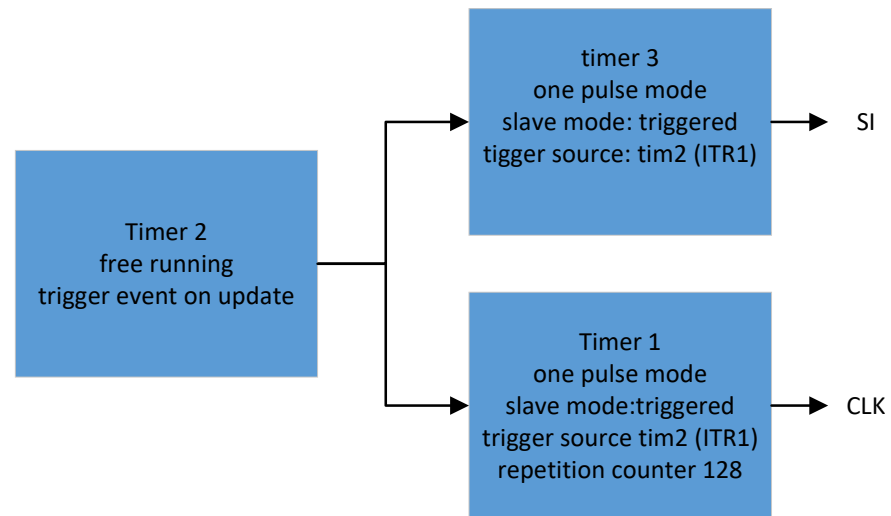 Timer 2
free running
trigger event on update
timer 3
one pulse mode
slave mode: triggered
tigger source: tim2 (ITR1)
SI
Timer 1
one pulse mode
slave mode:triggered
trigger source tim2 (ITR1)
repetition counter 128
CLK